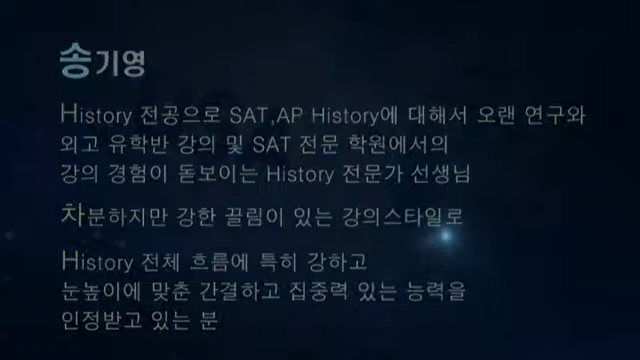 송기영
History 전공으로 SAT,AP History에 대해서 오랜 연구와
외고 유학반 강의 및 SAT 전문 학원에서의
강의 경험이 돋보이는 History 전문가 선생님
차분하지만 강한 끌림이 있는 강의스타일로
History 전체 흐름에 특히 강하고
눈높이에 맞춘 간결하고 집중력 있는 능력을
인정받고 있는 분